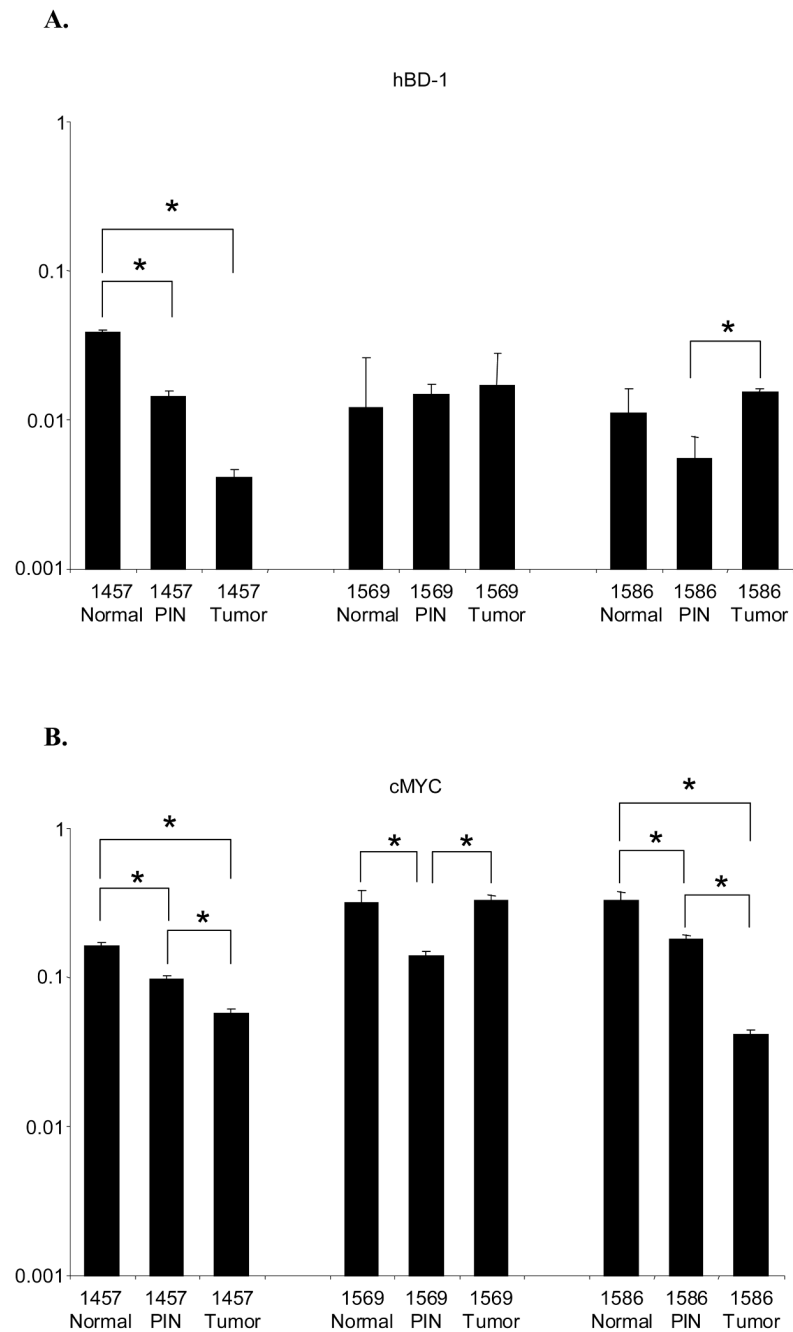 A.
hBD-1
*
*
*
1
0.1
0.01
0.001
1457 1457 1457 1569 1569 1569 1586 1586 1586
Normal PIN Tumor Normal PIN Tumor Normal PIN Tumor
B.
cMYC
*
*
*
*
*
*
*
*
1
0.1
0.01
0.001
1457 1457 1457 1569 1569 1569 1586 1586 1586
Normal PIN Tumor Normal PIN Tumor Normal PIN Tumor